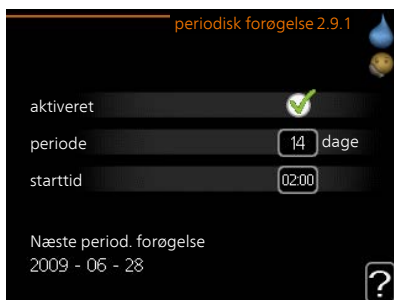 periodisk forøgelse 2.9.1
aktiveret
periode 14 dage
starttid 02:00
Næste period. forøgelse
2009 - 06 - 28
?